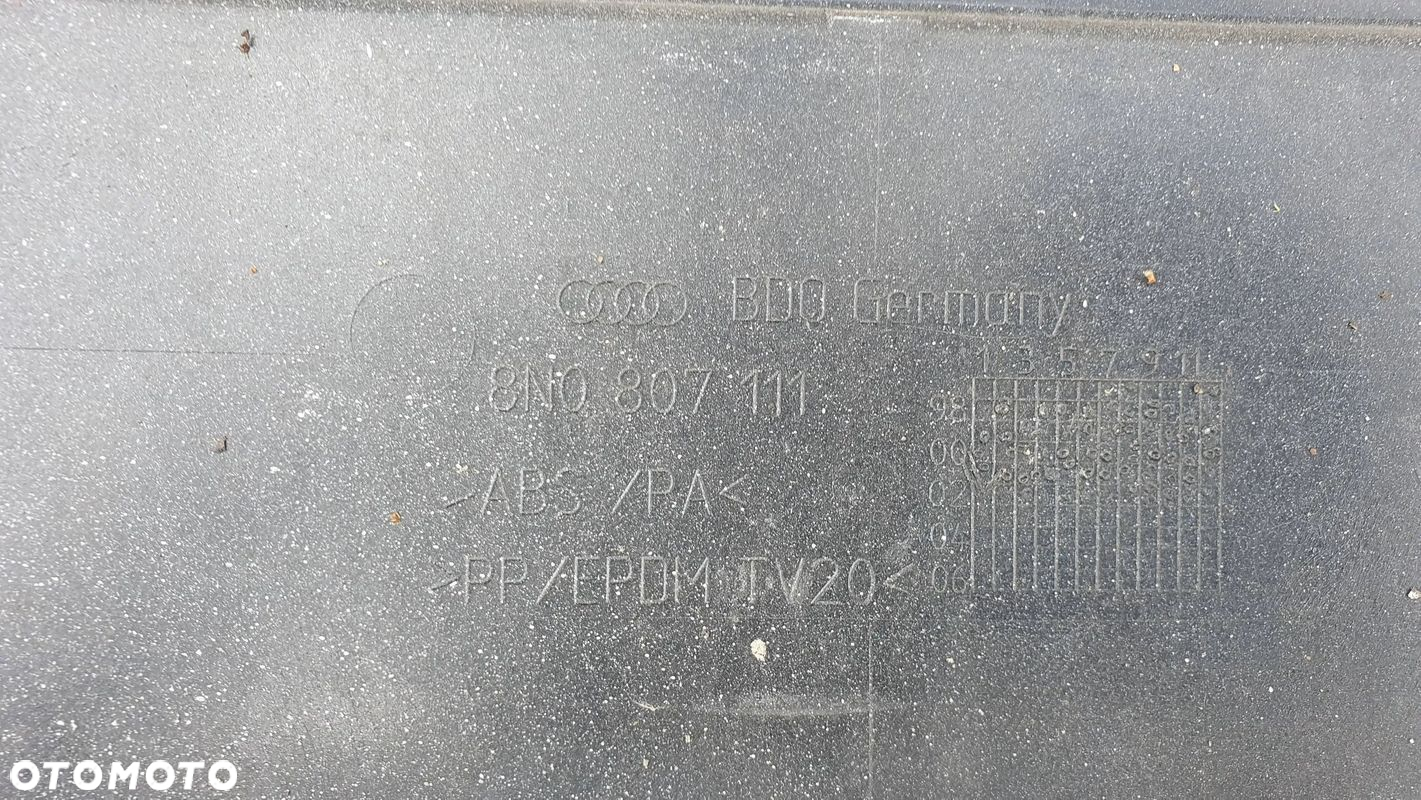 BDQ Germany
8N0 807 111
1 3 5 7 9 11
98
00
02
04
06
>ABS /PA<
>PP/EPDM TV20<
OTOMOTO